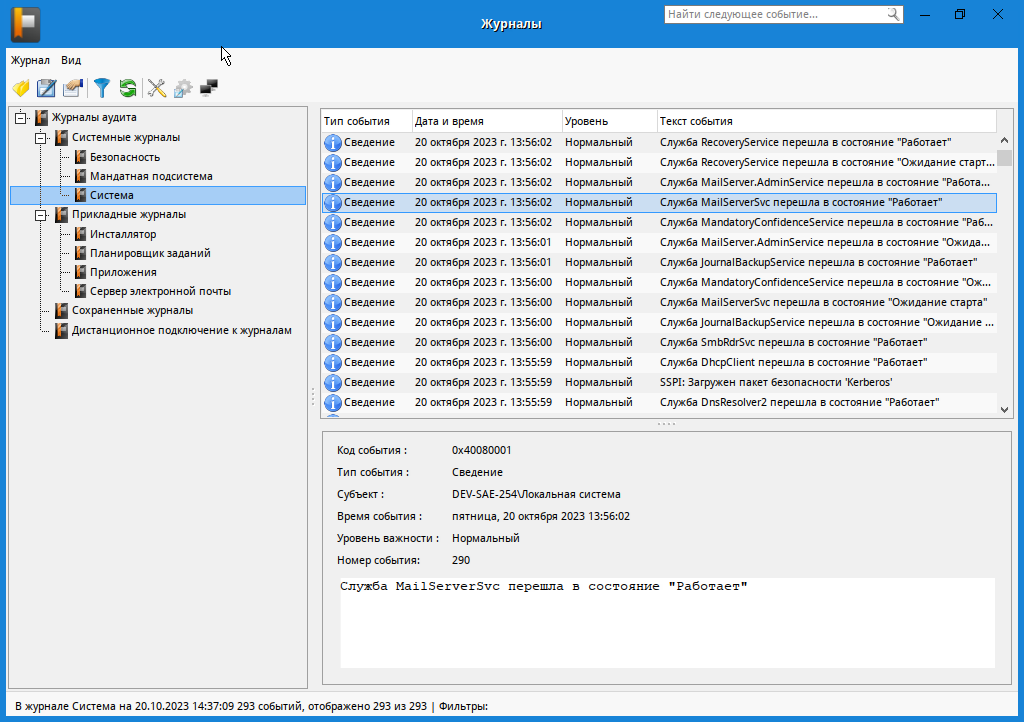 Журналы
Найти следующее событие...
Журнал Вид
Журналы аудита
Системные журналы
Безопасность
Мандатная подсистема
Система
Прикладные журналы
Инсталлятор
Планировщик заданий
Приложения
Сервер электронной почты
Сохраненные журналы
Дистанционное подключение к журналам
Тип события Дата и время Уровень Текст события
Сведение 20 октября 2023 г. 13:56:02 Нормальный Служба RecoveryService перешла в состояние "Работает"
Сведение 20 октября 2023 г. 13:56:02 Нормальный Служба RecoveryService перешла в состояние "Ожидание старт...
Сведение 20 октября 2023 г. 13:56:02 Нормальный Служба MailServer.AdminService перешла в состояние "Работа...
Сведение 20 октября 2023 г. 13:56:02 Нормальный Служба MailServerSvc перешла в состояние "Работает"
Сведение 20 октября 2023 г. 13:56:02 Нормальный Служба MandatoryConfidenceService перешла в состояние "Раб...
Сведение 20 октября 2023 г. 13:56:01 Нормальный Служба MailServer.AdminService перешла в состояние "Ожида...
Сведение 20 октября 2023 г. 13:56:01 Нормальный Служба JournalBackupService перешла в состояние "Работает"
Сведение 20 октября 2023 г. 13:56:00 Нормальный Служба MandatoryConfidenceService перешла в состояние "Ож...
Сведение 20 октября 2023 г. 13:56:00 Нормальный Служба MailServerSvc перешла в состояние "Ожидание старта"
Сведение 20 октября 2023 г. 13:56:00 Нормальный Служба JournalBackupService перешла в состояние "Ожидание ...
Сведение 20 октября 2023 г. 13:56:00 Нормальный Служба SmbRdrSvc перешла в состояние "Работает"
Сведение 20 октября 2023 г. 13:55:59 Нормальный Служба DhcpClient перешла в состояние "Работает"
Сведение 20 октября 2023 г. 13:55:59 Нормальный SSPI: Загружен пакет безопасности 'Kerberos'
Сведение 20 октября 2023 г. 13:55:59 Нормальный Служба DnsResolver2 перешла в состояние "Работает"
Код события : 0x40080001
Тип события : Сведение
Субъект : DEV-SAE-254\Локальная система
Время события : пятница, 20 октября 2023 13:56:02
Уровень важности : Нормальный
Номер события: 290
Служба MailServerSvc перешла в состояние "Работает"
В журнале Система на 20.10.2023 14:37:09 293 событий, отображено 293 из 293 | Фильтры: